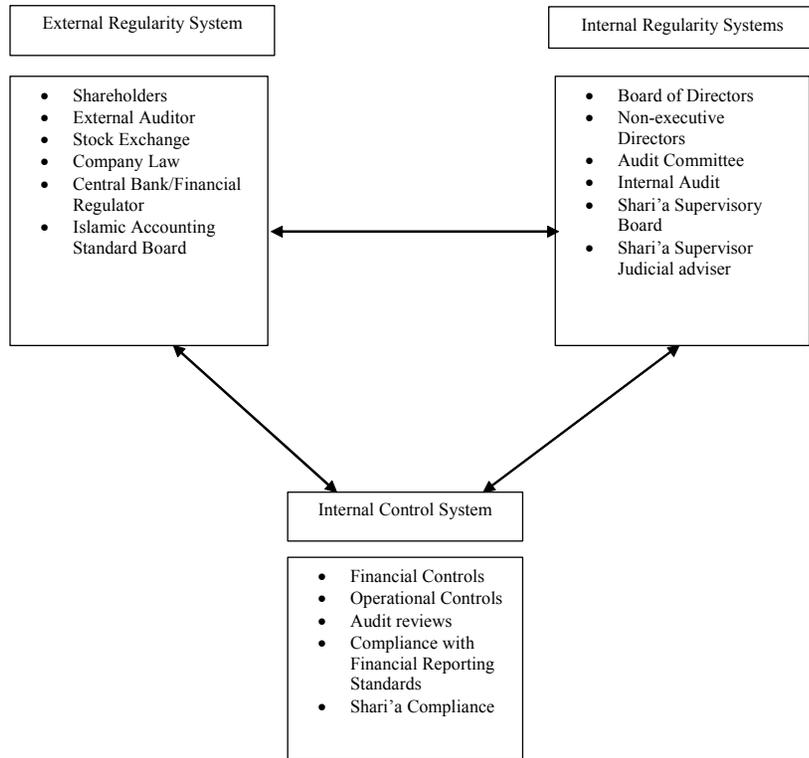 External Regularity System
• Shareholders
• External Auditor
• Stock Exchange
• Company Law
• Central Bank/Financial
Regulator
• Islamic Accounting
Standard Board
Internal Regularity Systems
• Board of Directors
• Non-executive
Directors
• Audit Committee
• Internal Audit
• Shari’a Supervisory
Board
• Shari’a Supervisor
Judicial adviser
Internal Control System
• Financial Controls
• Operational Controls
• Audit reviews
• Compliance with
Financial Reporting
Standards
• Shari’a Compliance